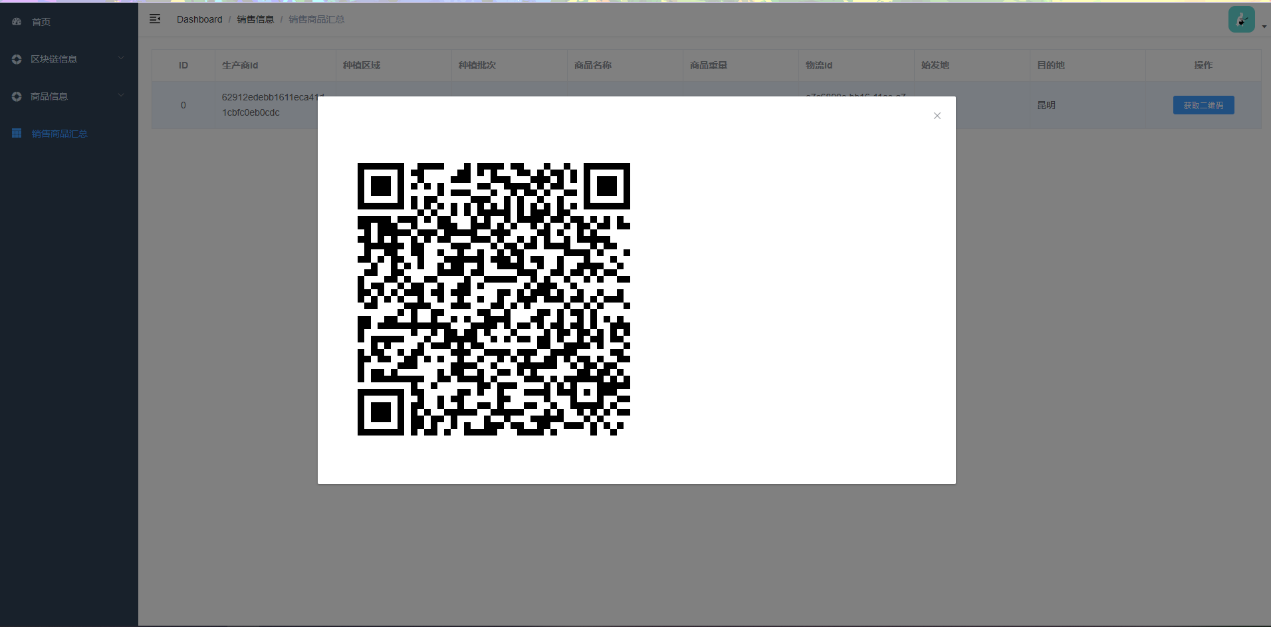 首页
区块链信息
商品信息
销售商品汇总
Dashboard / 销售信息 / 销售商品汇总
ID 生产商Id 种植区域 种植批次 商品名称 商品重量 物流Id 始发地 目的地 操作
0 62912edebb1611eca41d 昆明 获取二维码
1cbfc0eb0cdc